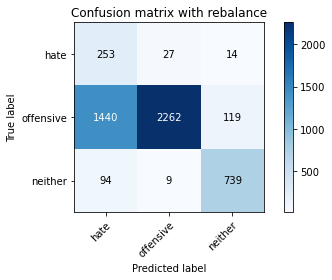 Confusion matrix with rebalance
hate 253 27 14
offensive 1440 2262 119
neither 94 9 739
hate offensive neither
True label
Predicted label
2000
1500
1000
500